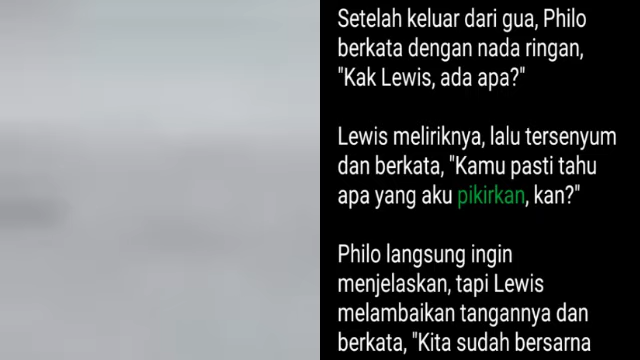 Setelah keluar dari gua, Philo
berkata dengan nada ringan,
"Kak Lewis, ada apa?"
Lewis meliriknya, lalu tersenyum
dan berkata, "Kamu pasti tahu
apa yang aku pikirkan, kan?"
Philo langsung ingin
menjelaskan, tapi Lewis
melambaikan tangannya dan
berkata, "Kita sudah bersarna